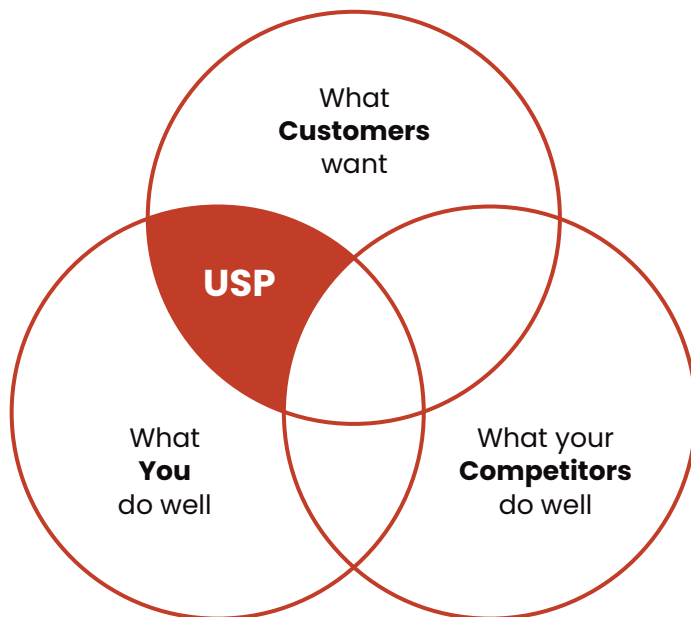 What
Customers
want
USP
What
You
do well
What your
Competitors
do well